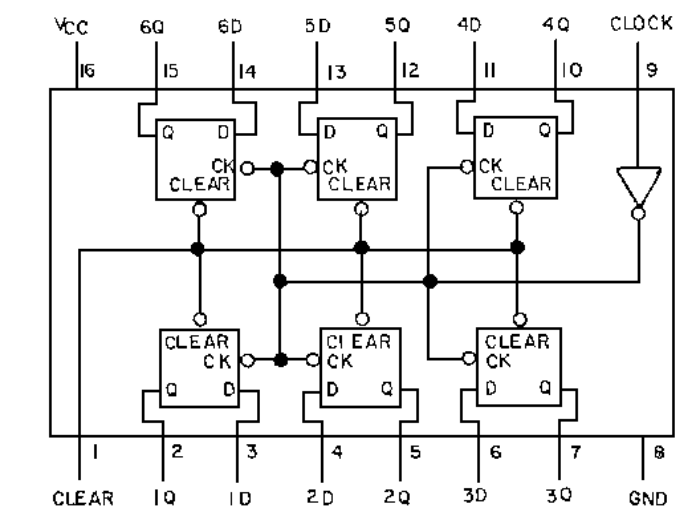 VCC 6Q 6D 5D 5Q 4D 4Q CLOCK
16 15 14 13 12 11 10 9
Q D D Q D Q
CK CK CK
CLEAR CLEAR CLEAR
CLEAR CLEAR CLEAR
CK CK CK
Q D D Q D Q
1 2 3 4 5 6 7 8
CLEAR 1Q 1D 2D 2Q 3D 3Q GND